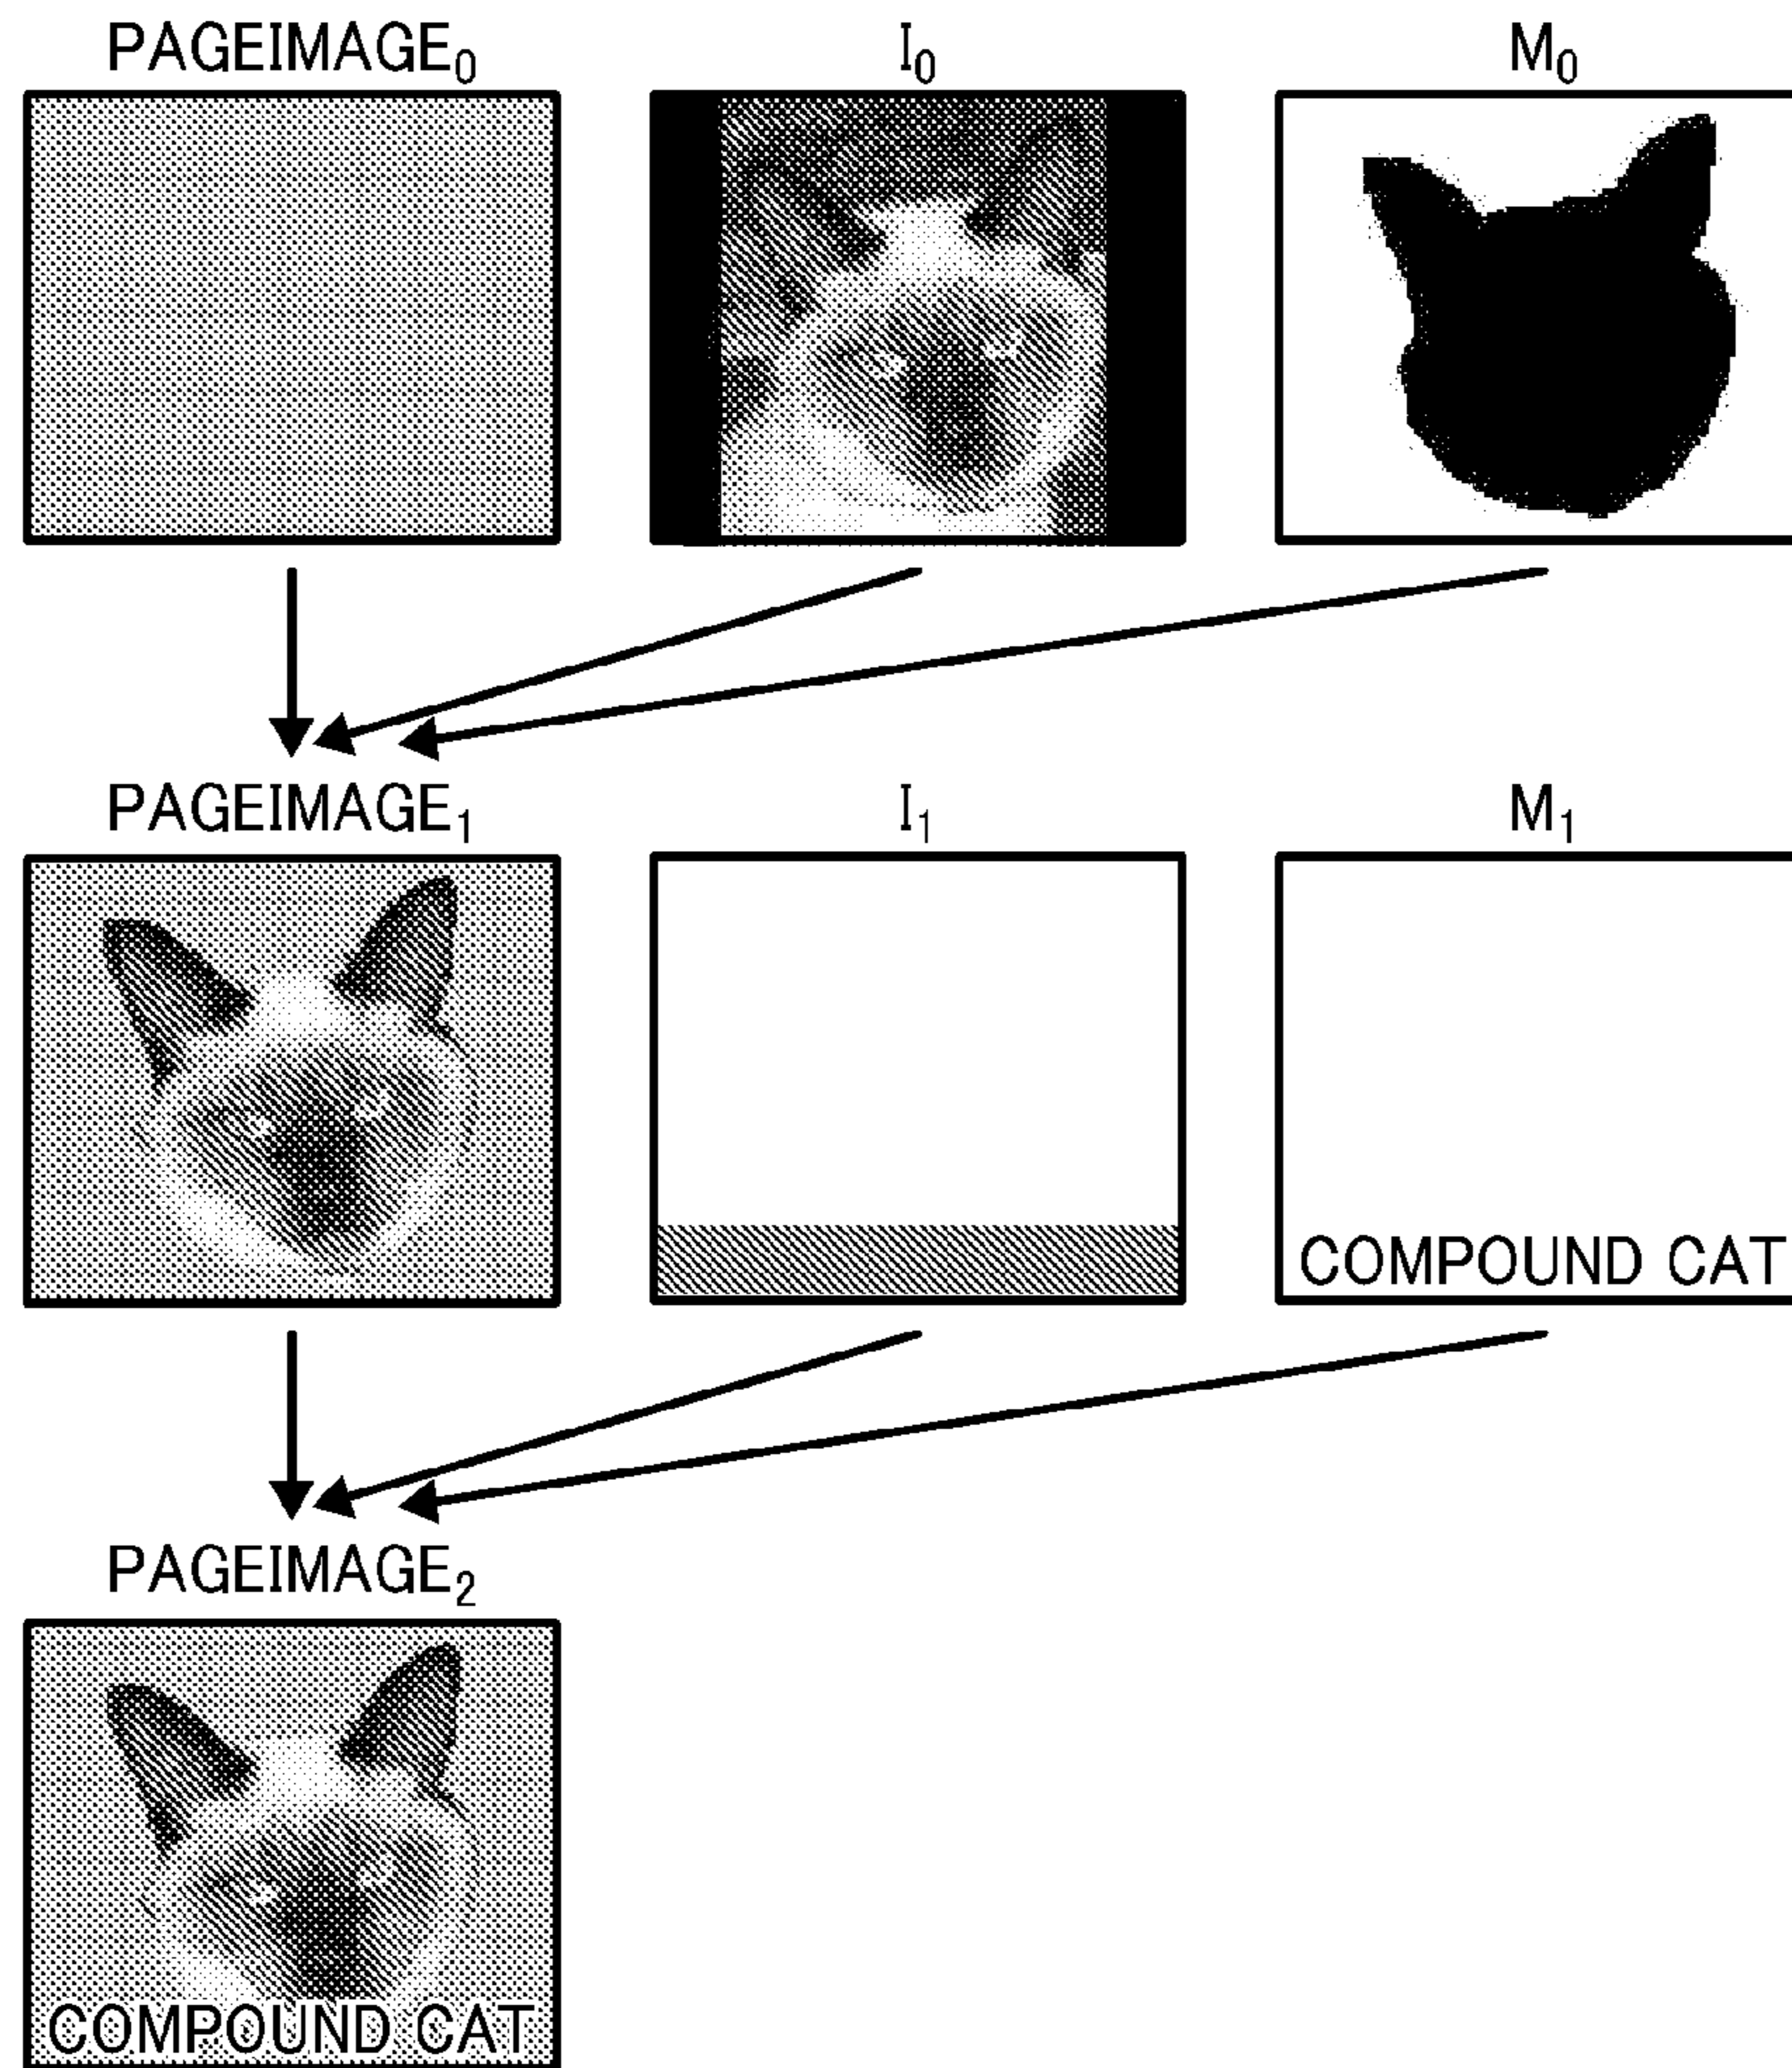 PAGEIMAGE₀ I₀ M₀
PAGEIMAGE₁ I₁ M₁
COMPOUND CAT
PAGEIMAGE₂
COMPOUND CAT